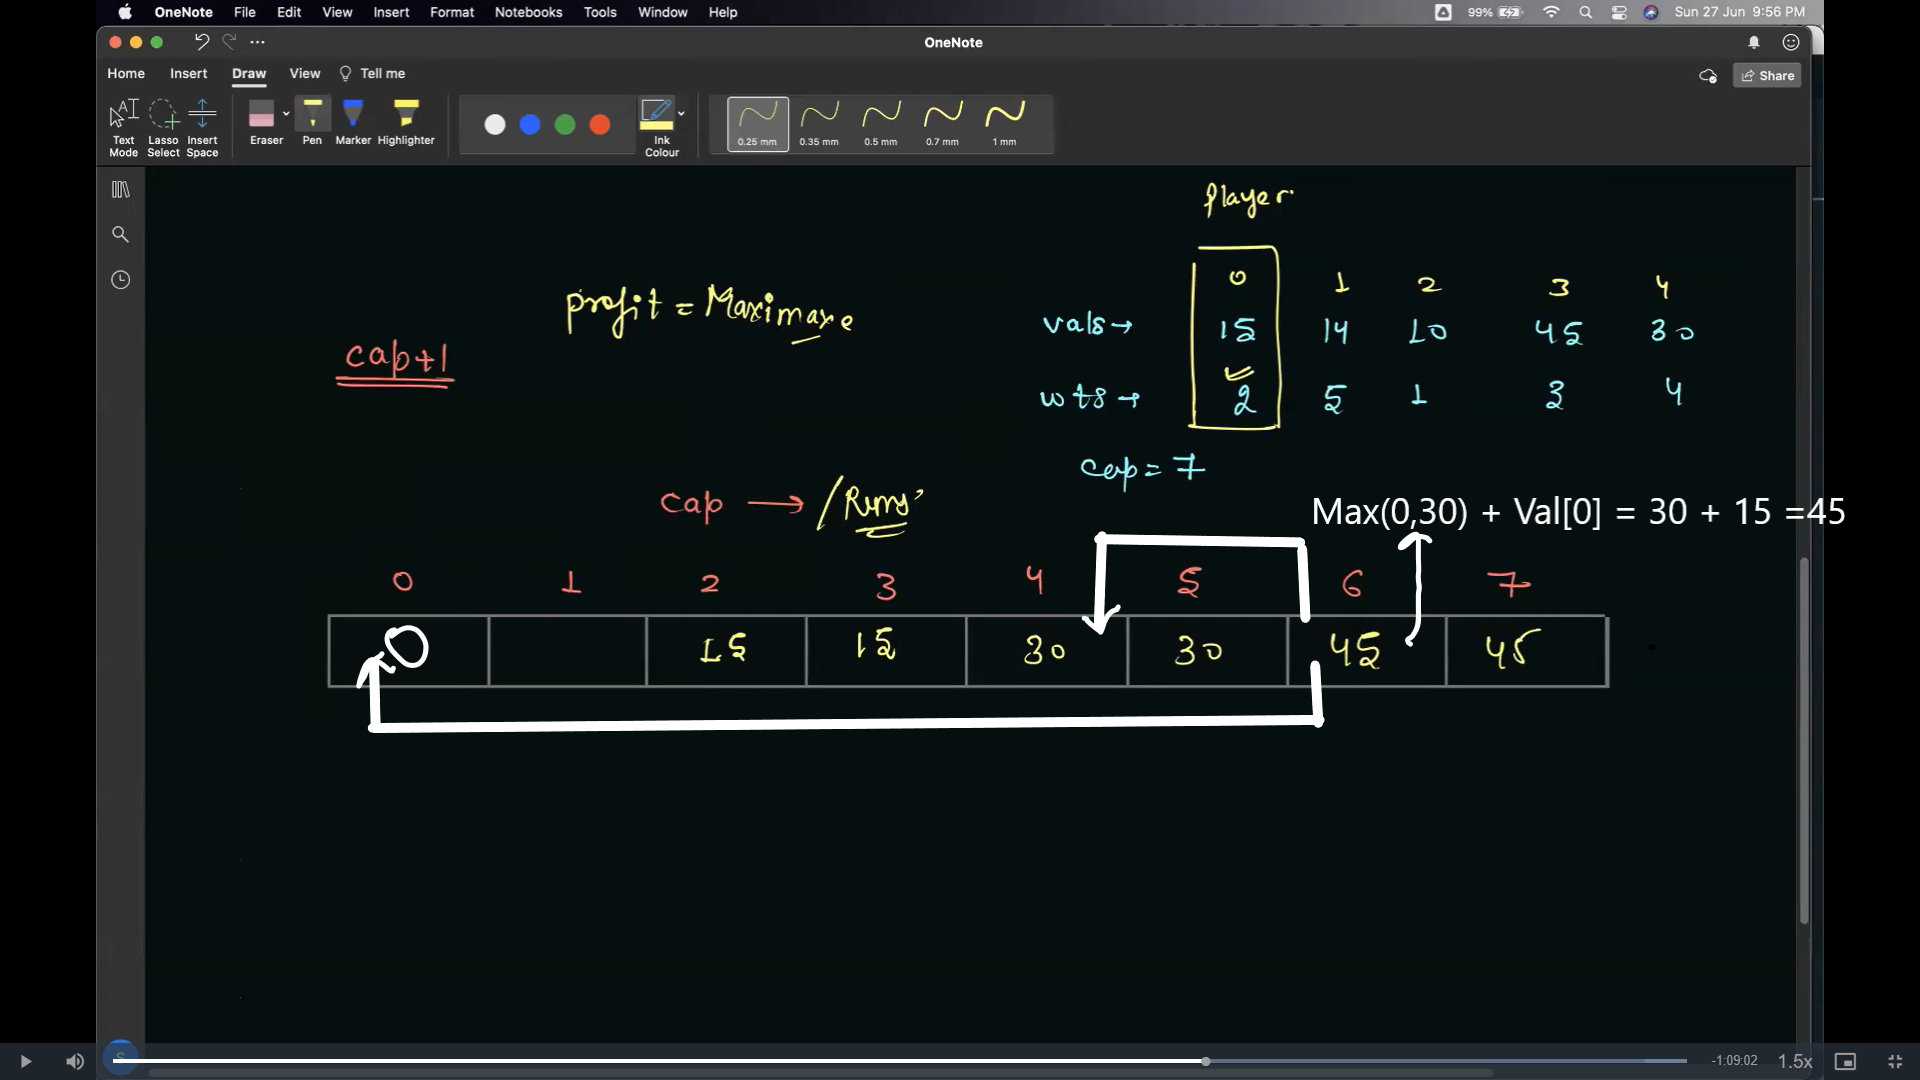 OneNote File Edit View Insert Format Notebooks Tools Window Help 99% Sun 27 Jun 9:56 PM
OneNote
Home Insert Draw View Tell me Share
Text Mode Lasso Select Insert Space Eraser Pen Marker Highlighter Ink Colour 0.25 mm 0.35 mm 0.5 mm 0.7 mm 1 mm
player
0 1 2 3 4
profit = Maximaxe
vals → 15 14 10 45 30
cap+1
wts → 2 5 1 3 4
cap = 7
cap → /Runs
Max(0,30) + Val[0] = 30 + 15 =45
0 1 2 3 4 5 6 7
0 15 15 30 30 45 45
S
-1:09:02 1.5x